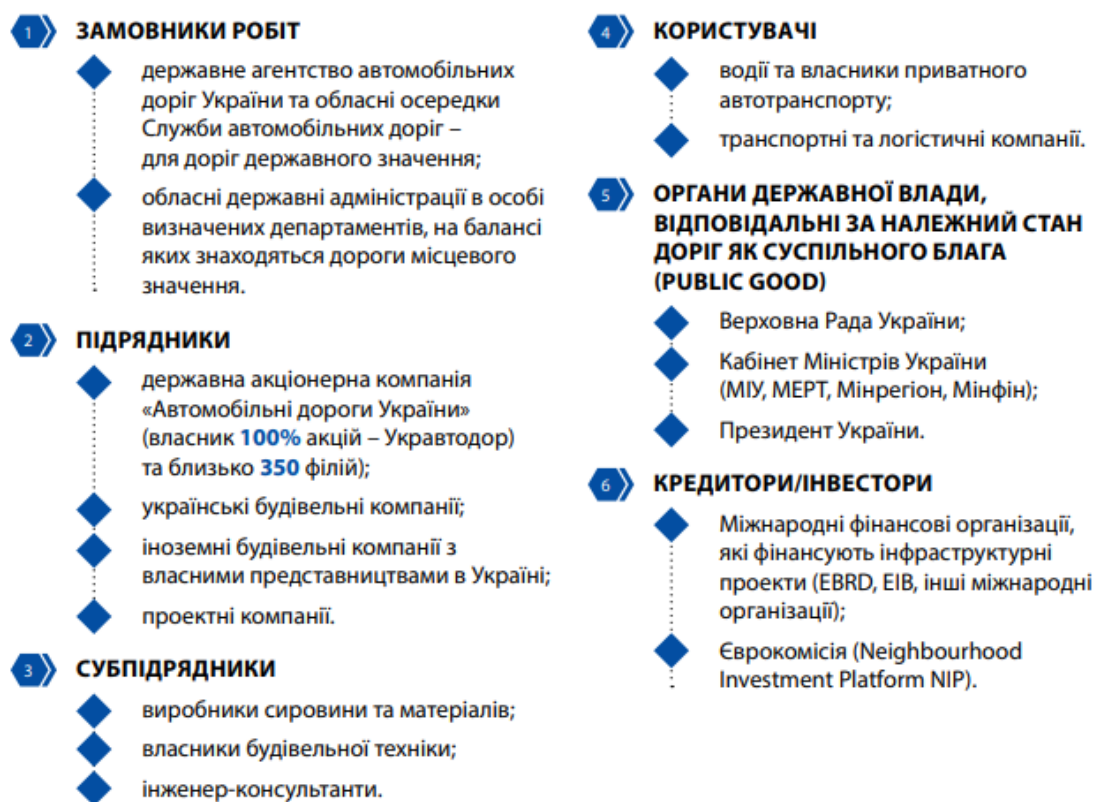 1 ЗАМОВНИКИ РОБІТ
державне агентство автомобільних
доріг України та обласні осередки
Служби автомобільних доріг –
для доріг державного значення;
обласні державні адміністрації в особі
визначених департаментів, на балансі
яких знаходяться дороги місцевого
значення.
2 ПІДРЯДНИКИ
державна акціонерна компанія
«Автомобільні дороги України»
(власник 100% акцій – Укравтодор)
та близько 350 філій);
українські будівельні компанії;
іноземні будівельні компанії з
власними представництвами в Україні;
проектні компанії.
3 СУБПІДРЯДНИКИ
виробники сировини та матеріалів;
власники будівельної техніки;
інженер-консультанти.
4 КОРИСТУВАЧІ
водії та власники приватного
автотранспорту;
транспортні та логістичні компанії.
5 ОРГАНИ ДЕРЖАВНОЇ ВЛАДИ,
ВІДПОВІДАЛЬНІ ЗА НАЛЕЖНИЙ СТАН
ДОРІГ ЯК СУСПІЛЬНОГО БЛАГА
(PUBLIC GOOD)
Верховна Рада України;
Кабінет Міністрів України
(МІУ, МЕРТ, Мінрегіон, Мінфін);
Президент України.
6 КРЕДИТОРИ/ІНВЕСТОРИ
Міжнародні фінансові організації,
які фінансують інфраструктурні
проекти (EBRD, EIB, інші міжнародні
організації);
Єврокомісія (Neighbourhood
Investment Platform NIP).